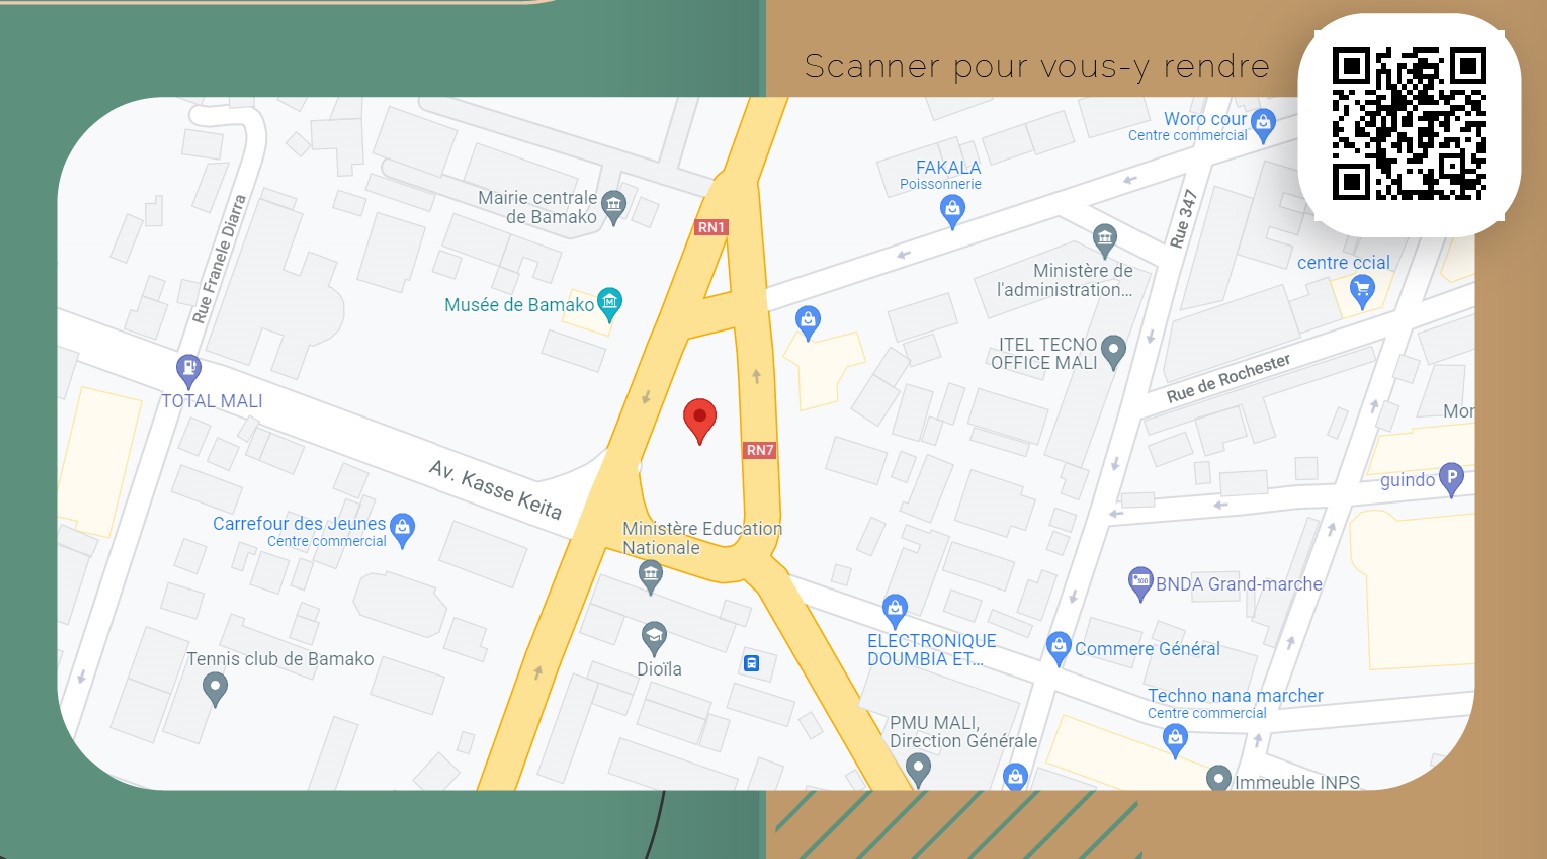 Scanner pour vous-y rendre
Woro cour
Centre commercial
FAKALA
Poissonnerie
Mairie centrale
de Bamako
RN1
Rue 347
Rue Franele Diarra
Ministère de
l'administration...
centre ccial
Musée de Bamako
ITEL TECNO
OFFICE MALI
TOTAL MALI
Rue de Rochester
Mor
RN7
Av. Kasse Keita
guindo
P
Carrefour des Jeunes
Centre commercial
Ministère Education
Nationale
BNDA Grand-marche
ELECTRONIQUE
DOUMBIA ET...
Commere Général
Tennis club de Bamako
Dioïla
Techno nana marcher
Centre commercial
PMU MALI,
Direction Générale
Immeuble INPS